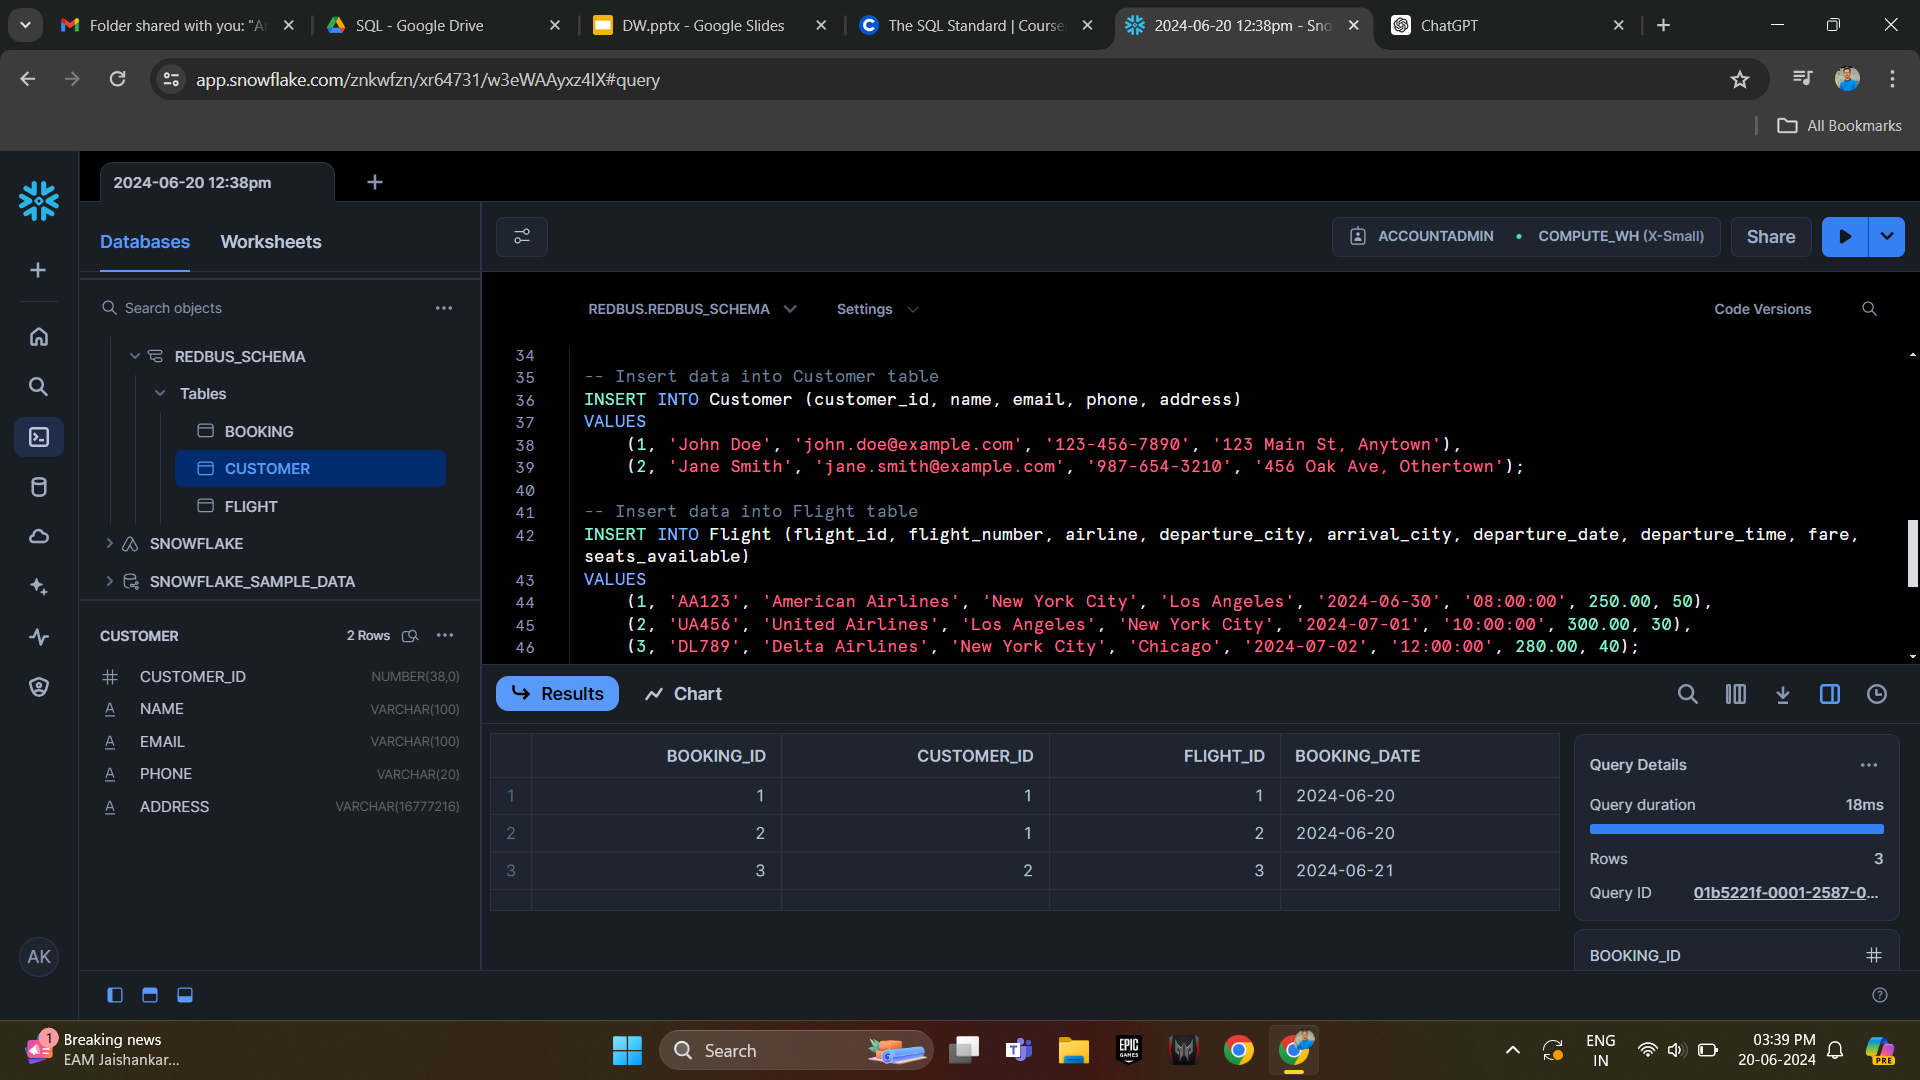 Folder shared with you: "A
SQL - Google Drive
DW.pptx - Google Slides
The SQL Standard | Course
2024-06-20 12:38pm - Sno
ChatGPT
app.snowflake.com/znkwfzn/xr64731/w3eWAAyxz4IX#query
All Bookmarks
2024-06-20 12:38pm
Databases
Worksheets
ACCOUNTADMIN
COMPUTE_WH (X-Small)
Share
Search objects
REDBUS.REDBUS_SCHEMA
Settings
Code Versions
REDBUS_SCHEMA
Tables
BOOKING
CUSTOMER
FLIGHT
SNOWFLAKE
SNOWFLAKE_SAMPLE_DATA
34
35 -- Insert data into Customer table
36 INSERT INTO Customer (customer_id, name, email, phone, address)
37 VALUES
38 (1, 'John Doe', 'john.doe@example.com', '123-456-7890', '123 Main St, Anytown'),
39 (2, 'Jane Smith', 'jane.smith@example.com', '987-654-3210', '456 Oak Ave, Othertown');
40
41 -- Insert data into Flight table
42 INSERT INTO Flight (flight_id, flight_number, airline, departure_city, arrival_city, departure_date, departure_time, fare,
seats_available)
43 VALUES
44 (1, 'AA123', 'American Airlines', 'New York City', 'Los Angeles', '2024-06-30', '08:00:00', 250.00, 50),
45 (2, 'UA456', 'United Airlines', 'Los Angeles', 'New York City', '2024-07-01', '10:00:00', 300.00, 30),
46 (3, 'DL789', 'Delta Airlines', 'New York City', 'Chicago', '2024-07-02', '12:00:00', 280.00, 40);
CUSTOMER 2 Rows
CUSTOMER_ID NUMBER(38,0)
NAME VARCHAR(100)
EMAIL VARCHAR(100)
PHONE VARCHAR(20)
ADDRESS VARCHAR(16777216)
Results
Chart
BOOKING_ID CUSTOMER_ID FLIGHT_ID BOOKING_DATE
1 1 1 1 2024-06-20
2 2 1 2 2024-06-20
3 3 2 3 2024-06-21
Query Details
Query duration 18ms
Rows 3
Query ID 01b5221f-0001-2587-0...
BOOKING_ID
AK
1
Breaking news
EAM Jaishankar...
Search
EPIC
GAMES
ENG
IN
03:39 PM
20-06-2024
PRE